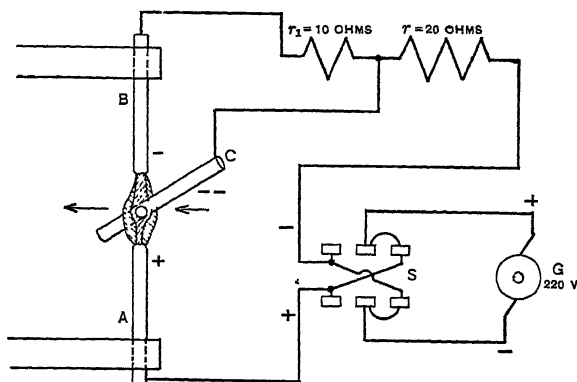 r₁ = 10 OHMS
r = 20 OHMS
B
-
C
--
+
A
-
+
S
+
G
220 V
-